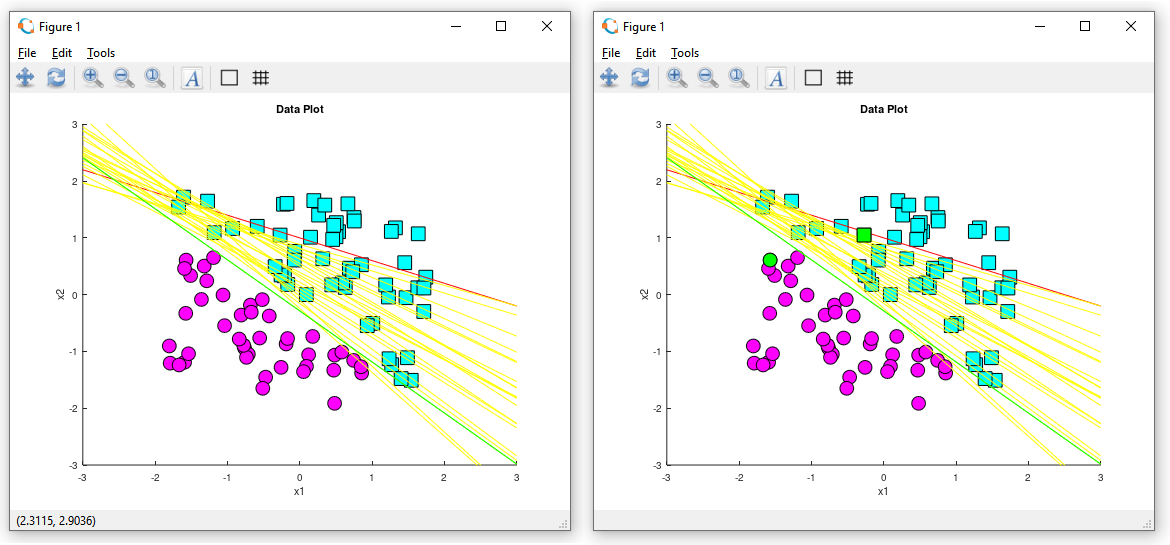 Figure 1
File Edit Tools
A
Data Plot
3
2
1
0
-1
-2
-3
x2
-3 -2 -1 0 1 2 3
x1
(2.3115, 2.9036)
Figure 1
File Edit Tools
A
Data Plot
3
2
1
0
-1
-2
-3
x2
-3 -2 -1 0 1 2 3
x1